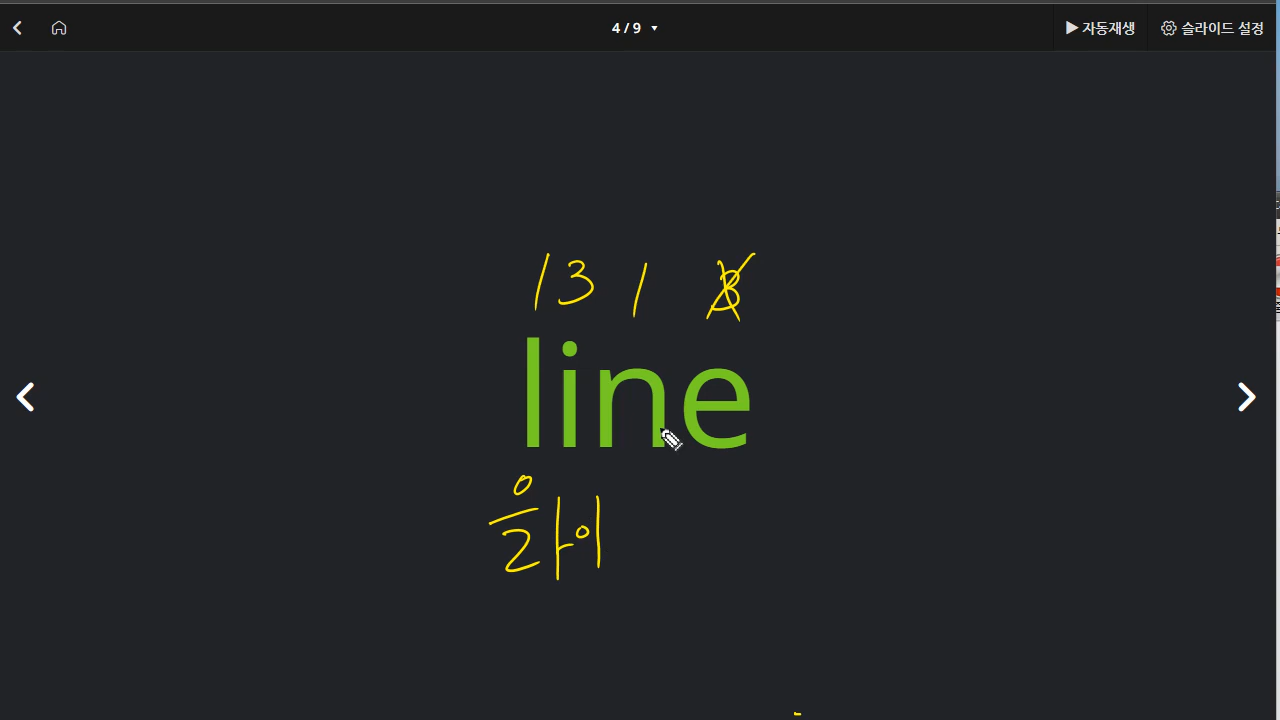 4 / 9
자동재생
슬라이드 설정
1 3 1
line
을 라이